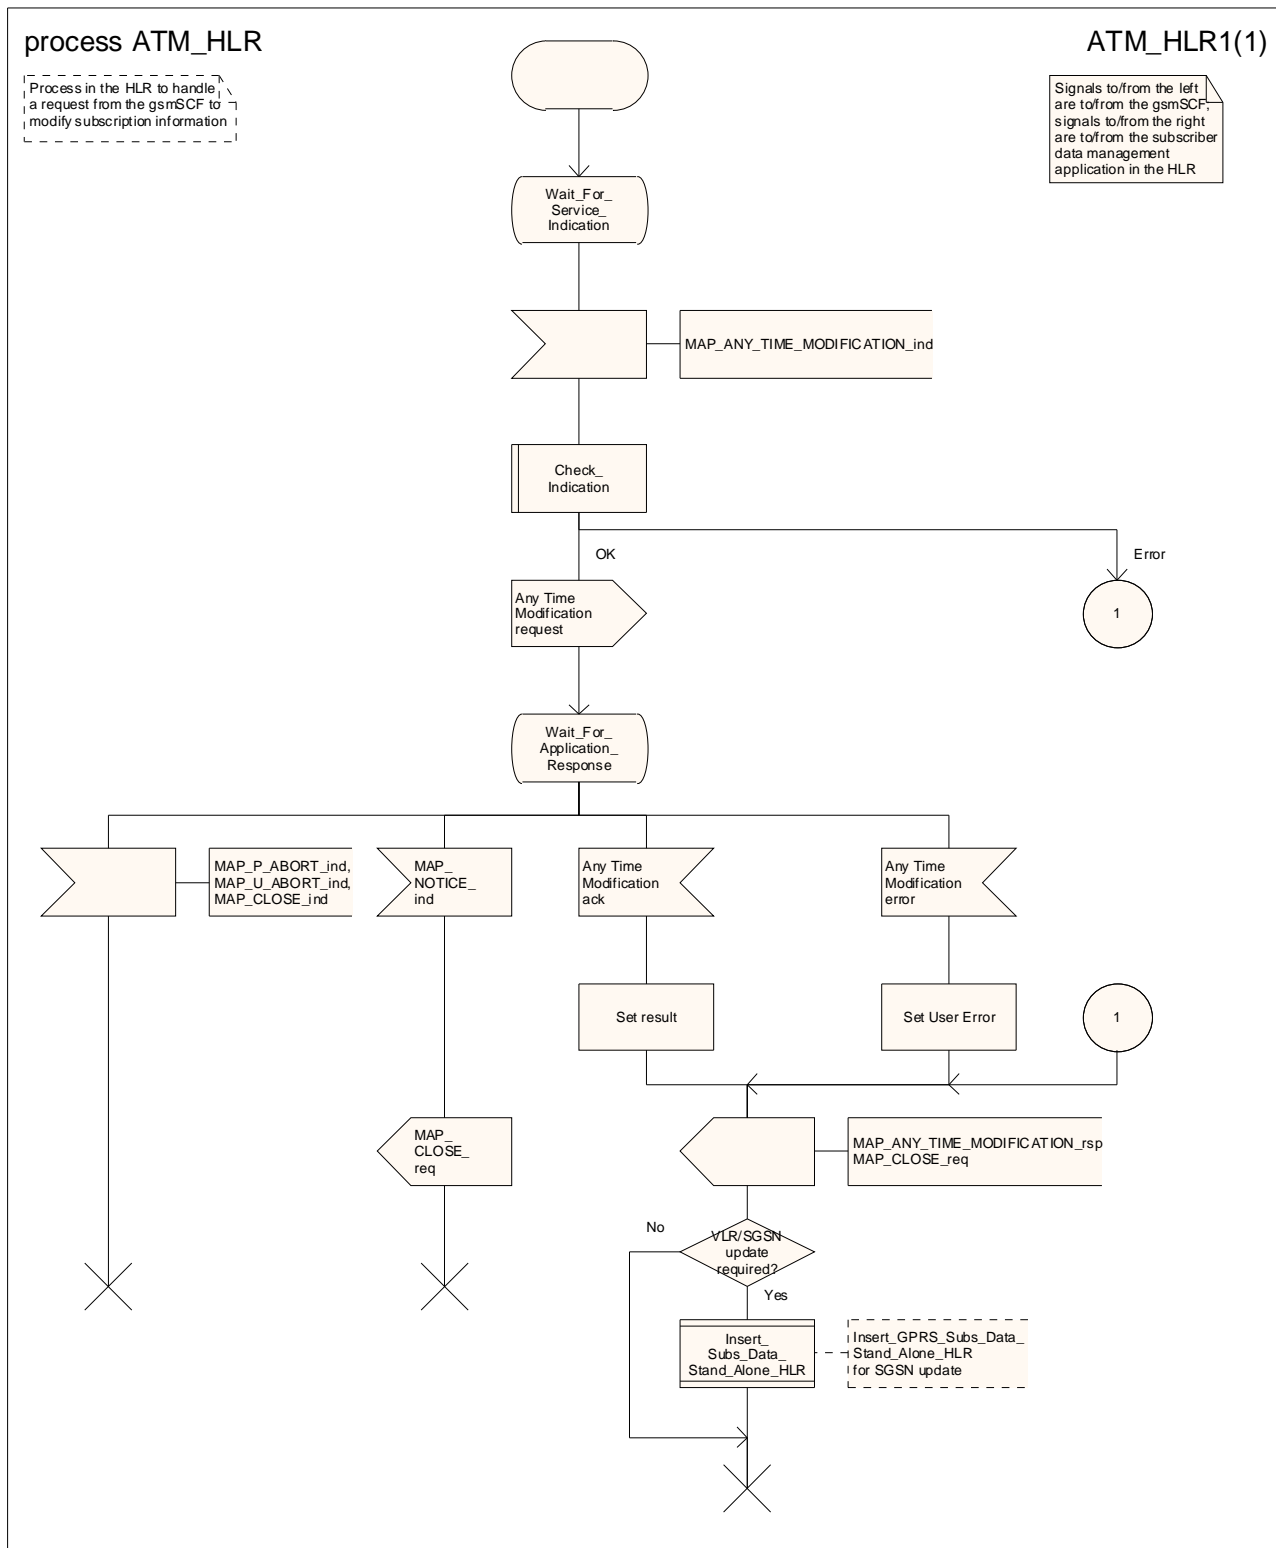 process ATM_HLR
ATM_HLR1(1)
Process in the HLR to handle
a request from the gsmSCF to
modify subscription information
Signals to/from the left
are to/from the gsmSCF;
signals to/from the right
are to/from the subscriber
data management
application in the HLR
Wait_For_
Service_
Indication
MAP_ANY_TIME_MODIFICATION_ind
Check_
Indication
OK
Error
Any Time
Modification
request
1
Wait_For_
Application_
Response
MAP_P_ABORT_ind,
MAP_U_ABORT_ind,
MAP_CLOSE_ind
MAP_
NOTICE_
ind
Any Time
Modification
ack
Any Time
Modification
error
Set result
Set User Error
1
MAP_
CLOSE_
req
MAP_ANY_TIME_MODIFICATION_rsp
MAP_CLOSE_req
No
VLR/SGSN
update
required?
Yes
Insert_
Subs_Data_
Stand_Alone_HLR
Insert_GPRS_Subs_Data_
Stand_Alone_HLR
for SGSN update